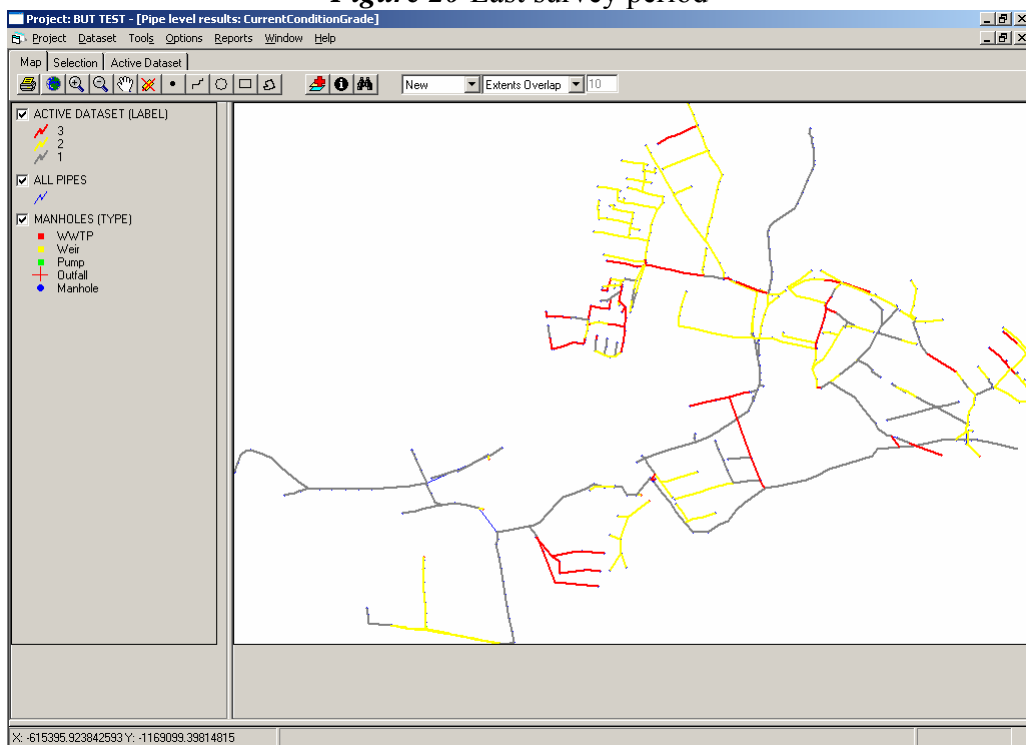 Figure 20 Last survey period
Project: BUT TEST - [Pipe level results: CurrentConditionGrade]
Project Dataset Tools Options Reports Window Help
Map Selection Active Dataset
New Extents Overlap 10
ACTIVE DATASET (LABEL)
3
2
1
ALL PIPES
MANHOLES (TYPE)
WWTP
Weir
Pump
Outfall
Manhole
X: -615395.923842593 Y: -1169099.39814815